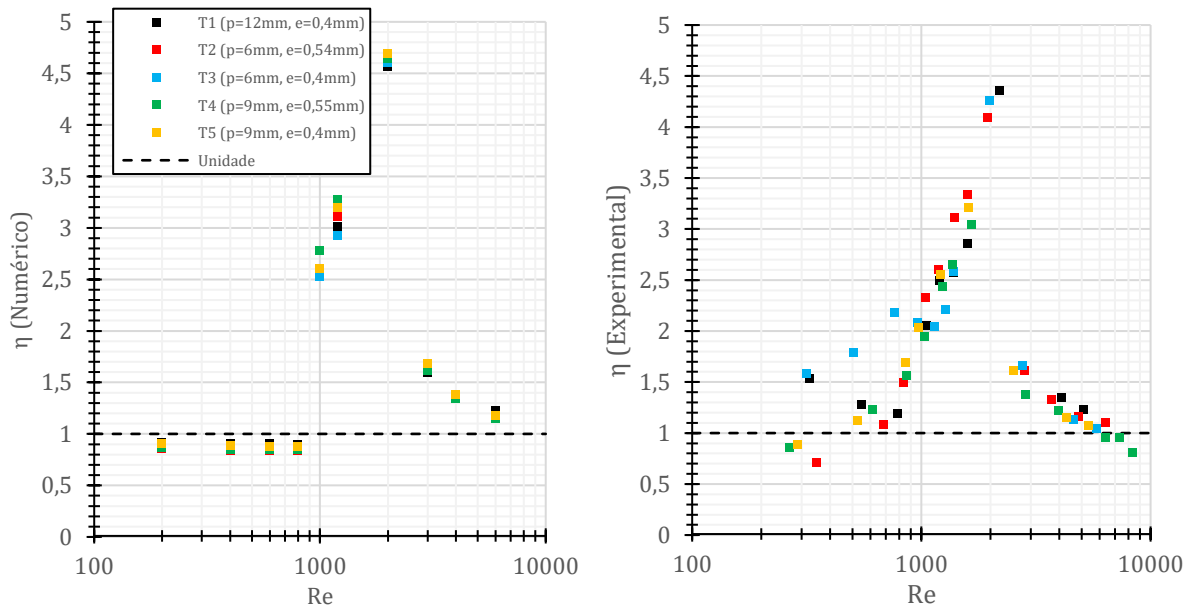 T1 (p=12mm, e=0,4mm)
T2 (p=6mm, e=0,54mm)
T3 (p=6mm, e=0,4mm)
T4 (p=9mm, e=0,55mm)
T5 (p=9mm, e=0,4mm)
Unidade
η (Numérico)
5
4,5
4
3,5
3
2,5
2
1,5
1
0,5
0
100
1000
10000
Re
η (Experimental)
5
4,5
4
3,5
3
2,5
2
1,5
1
0,5
0
100
1000
10000
Re